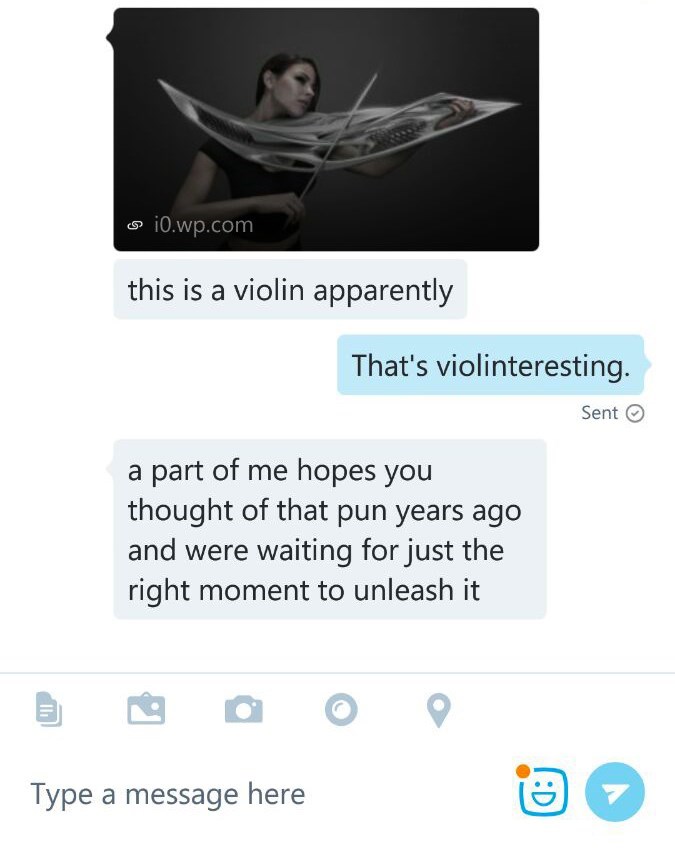 i0.wp.com
this is a violin apparently
That's violinteresting.
Sent
a part of me hopes you
thought of that pun years ago
and were waiting for just the
right moment to unleash it
Type a message here